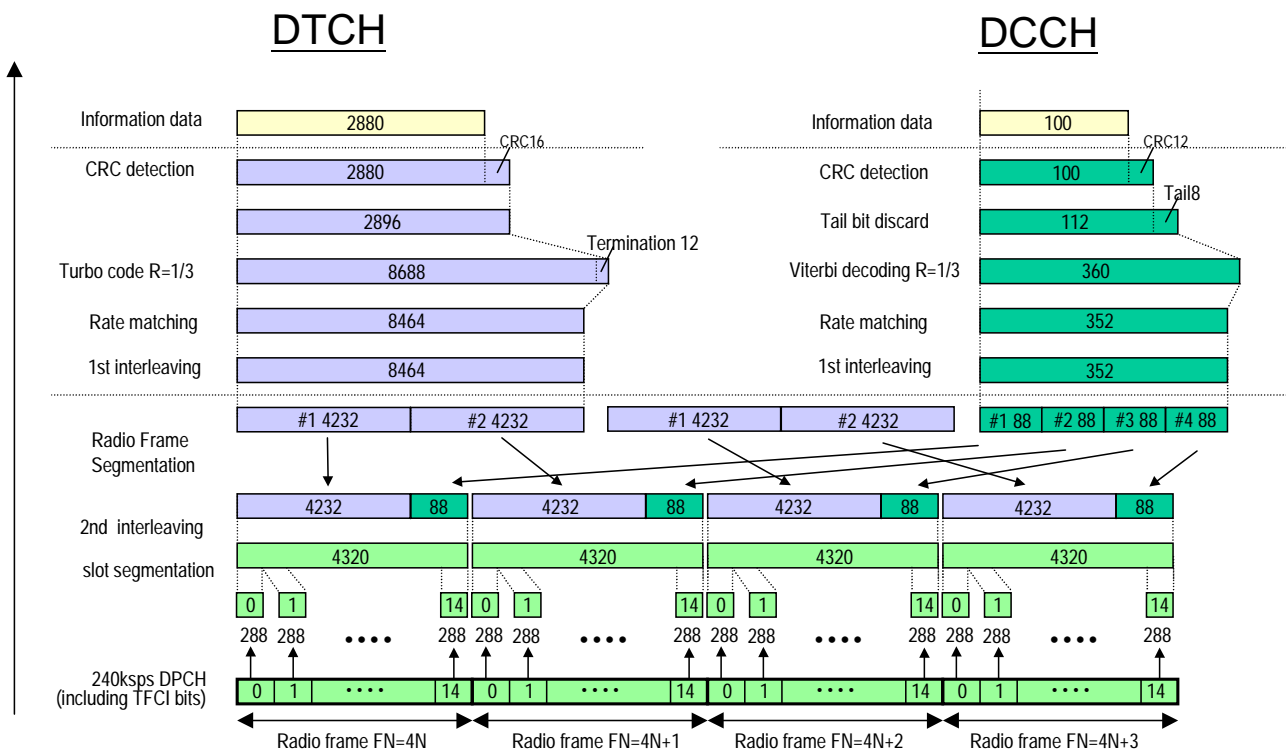 DTCH DCCH
Information data 2880 Information data 100
CRC16 CRC12
CRC detection 2880 CRC detection 100
Tail8
2896 Tail bit discard 112
Termination 12
Turbo code R=1/3 8688 Viterbi decoding R=1/3 360
Rate matching 8464 Rate matching 352
1st interleaving 8464 1st interleaving 352
#1 4232 #2 4232 #1 4232 #2 4232 #1 88 #2 88 #3 88 #4 88
Radio Frame
Segmentation
4232 88 4232 88 4232 88 4232 88
2nd interleaving
4320 4320 4320 4320
slot segmentation
0 1 14 0 1 14 0 1 14 0 1 14
288 288 •••• 288 288 288 •••• 288 288 288 •••• 288 288 288 •••• 288
240ksps DPCH
(including TFCI bits)
0 1 •••• 14 0 1 •••• 14 0 1 •••• 14 0 1 •••• 14
Radio frame FN=4N Radio frame FN=4N+1 Radio frame FN=4N+2 Radio frame FN=4N+3